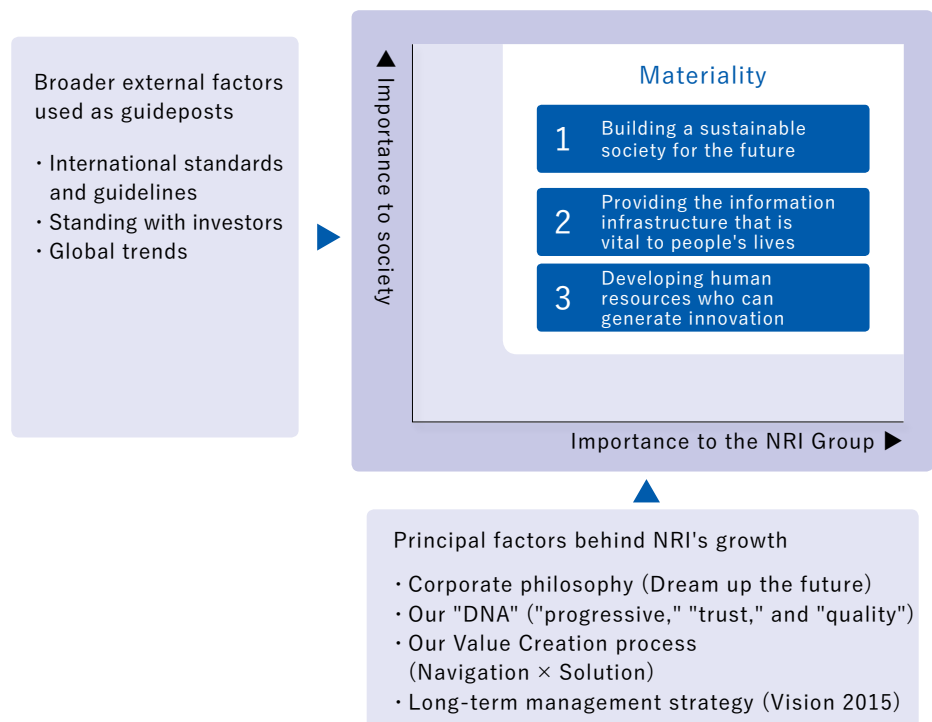 Broader external factors
used as guideposts
・International standards
and guidelines
・Standing with investors
・Global trends
▲ Importance to society
Materiality
1
Building a sustainable
society for the future
2
Providing the information
infrastructure that is
vital to people's lives
3
Developing human
resources who can
generate innovation
Importance to the NRI Group ▶
Principal factors behind NRI's growth
・Corporate philosophy (Dream up the future)
・Our "DNA" ("progressive," "trust," and "quality")
・Our Value Creation process
(Navigation × Solution)
・Long-term management strategy (Vision 2015)